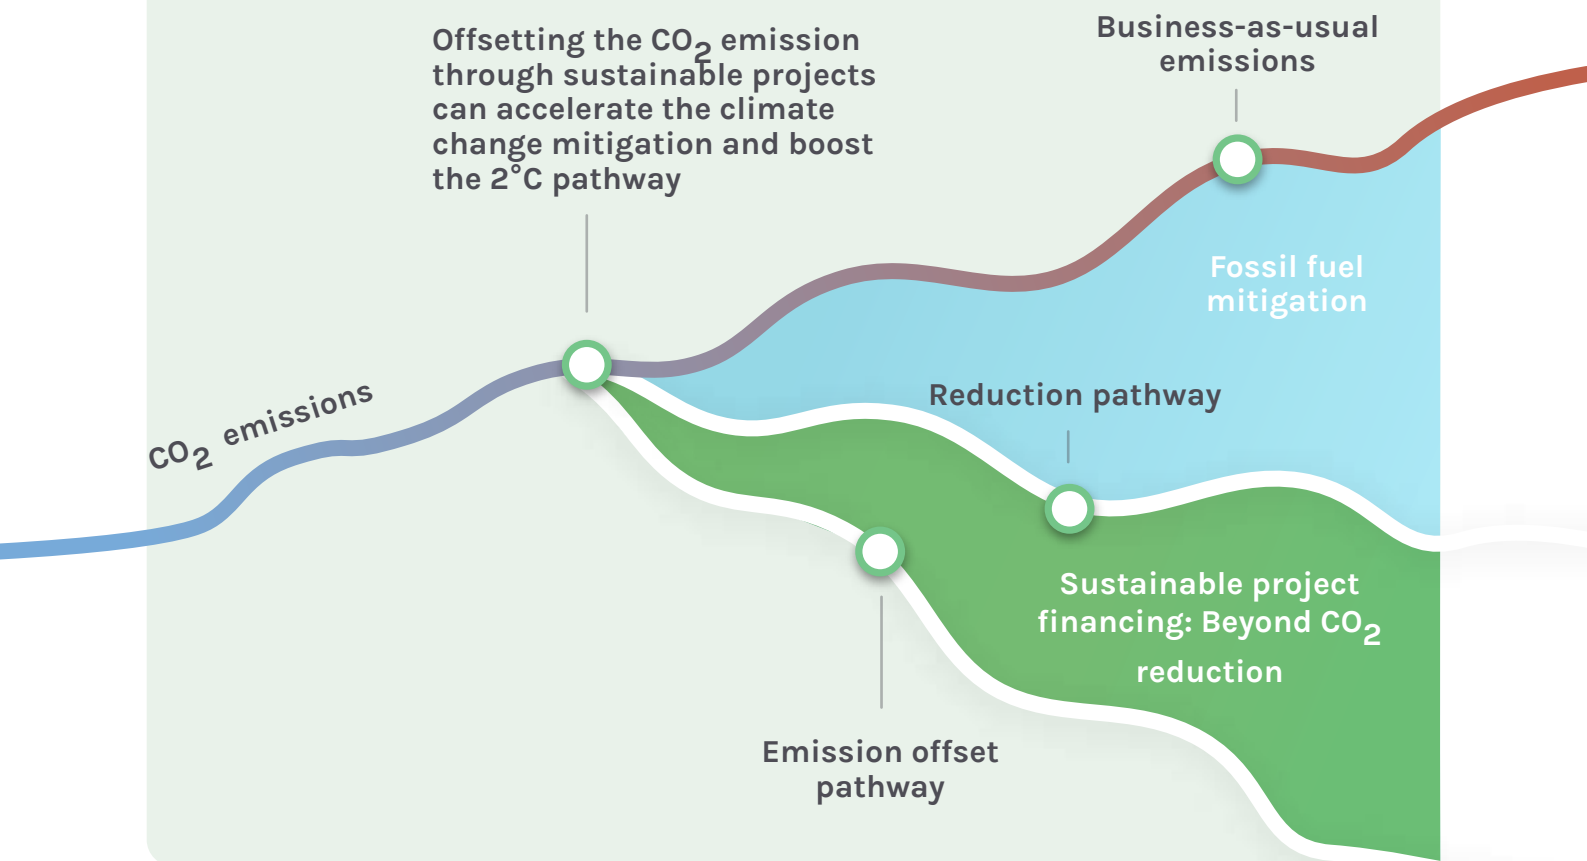 Offsetting the CO2 emission
through sustainable projects
can accelerate the climate
change mitigation and boost
the 2°C pathway
Business-as-usual
emissions
Fossil fuel
mitigation
CO2 emissions
Reduction pathway
Sustainable project
financing: Beyond CO2
reduction
Emission offset
pathway